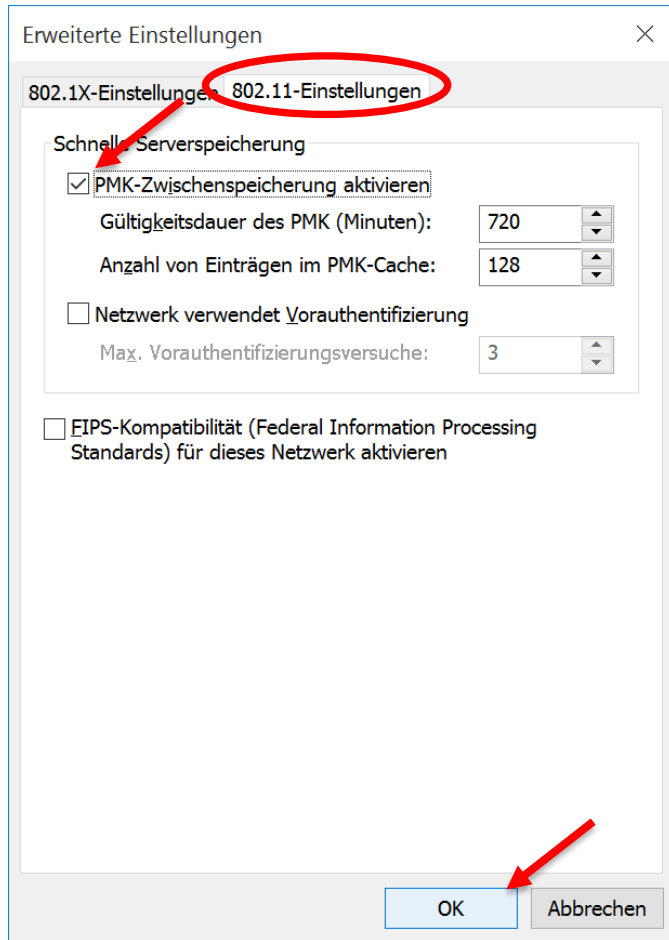 Erweiterte Einstellungen
802.1X-Einstellungen 802.11-Einstellungen
Schnelle Serverspeicherung
PMK-Zwischenspeicherung aktivieren
Gültigkeitsdauer des PMK (Minuten): 720
Anzahl von Einträgen im PMK-Cache: 128
Netzwerk verwendet Vorauthentifizierung
Max. Vorauthentifizierungsversuche: 3
FIPS-Kompatibilität (Federal Information Processing
Standards) für dieses Netzwerk aktivieren
OK Abbrechen